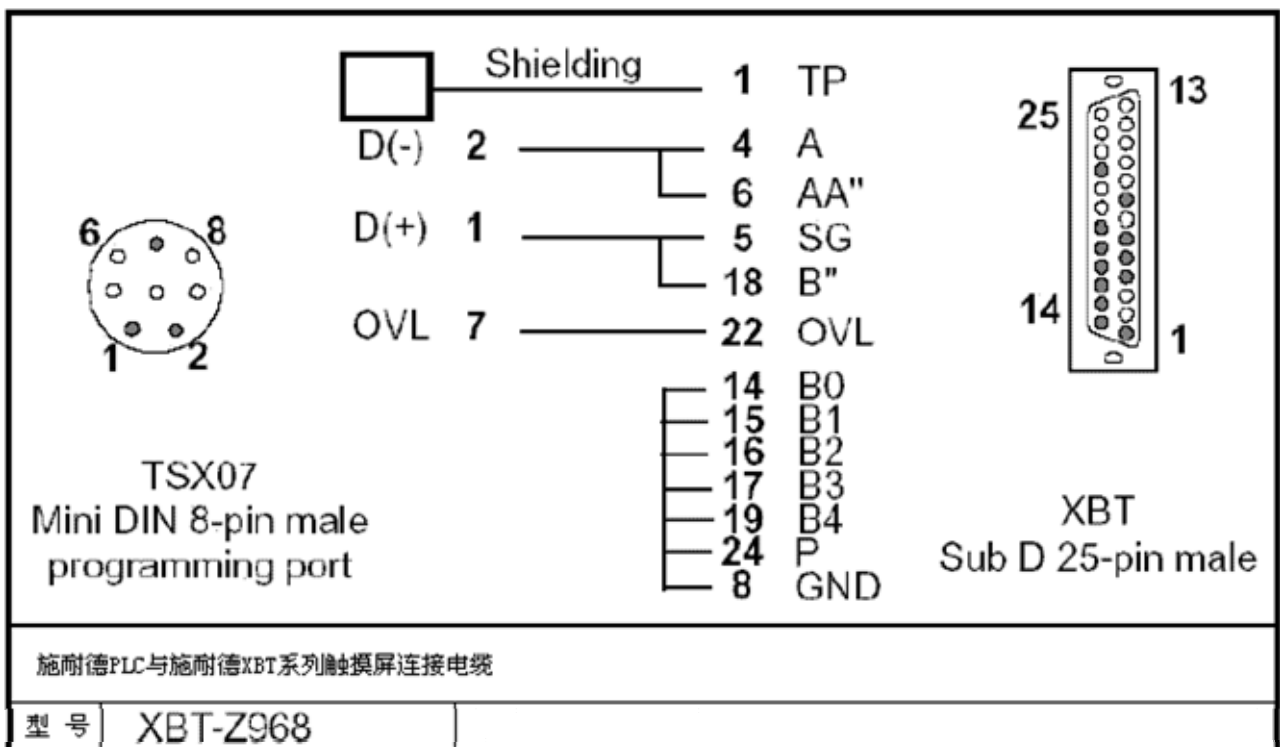 Shielding 1 TP
D(-) 2 4 A
6 AA"
D(+) 1 5 SG
18 B"
OVL 7 22 OVL
14 B0
15 B1
16 B2
17 B3
19 B4
24 P
8 GND
6 8
1 2
TSX07
Mini DIN 8-pin male
programming port
25 13
14 1
XBT
Sub D 25-pin male
施耐德PLC与施耐德XBT系列触摸屏连接电缆
型 号 XBT-Z968